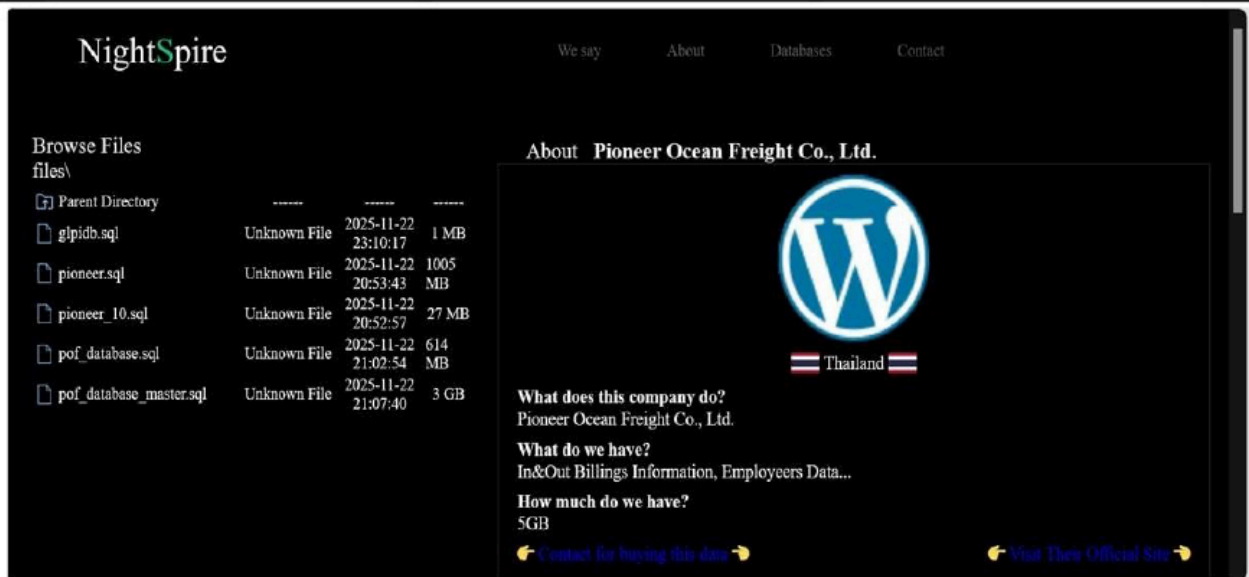 NightSpire
We say About Databases Contact
Browse Files
files\
Parent Directory ------ ------ ------
glpidb.sql Unknown File 2025-11-22 23:10:17 1 MB
pioneer.sql Unknown File 2025-11-22 20:53:43 1005 MB
pioneer_10.sql Unknown File 2025-11-22 20:52:57 27 MB
pof_database.sql Unknown File 2025-11-22 21:02:54 614 MB
pof_database_master.sql Unknown File 2025-11-22 21:07:40 3 GB
About Pioneer Ocean Freight Co., Ltd.
W
Thailand
What does this company do?
Pioneer Ocean Freight Co., Ltd.
What do we have?
In&Out Billings Information, Employeers Data...
How much do we have?
5GB
Contact for buying this data Visit Their Official Site